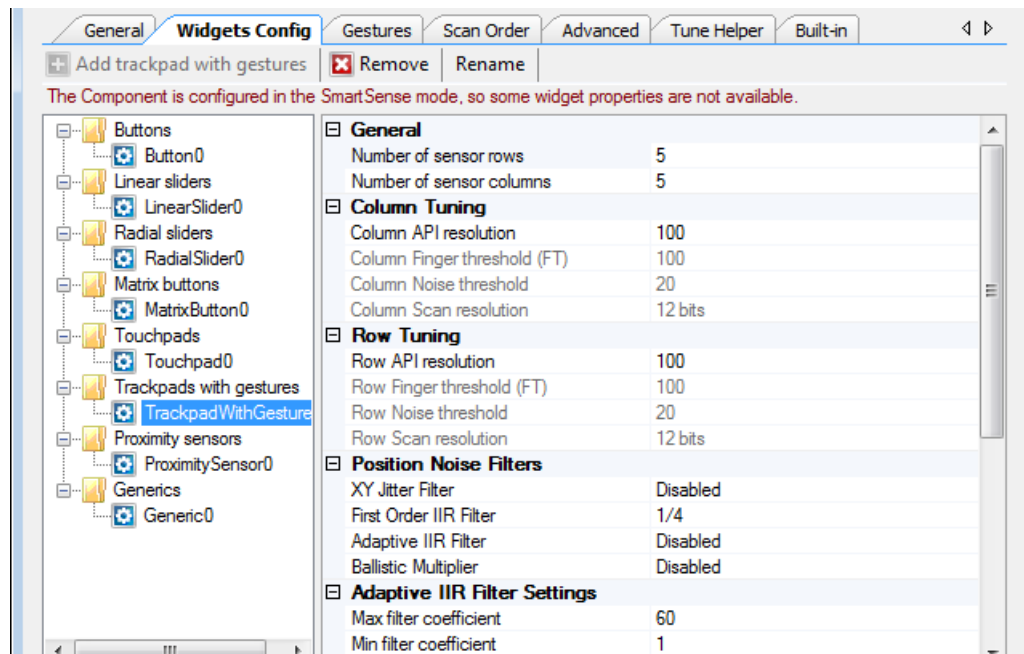 General Widgets Config Gestures Scan Order Advanced Tune Helper Built-in
Add trackpad with gestures Remove Rename
The Component is configured in the SmartSense mode, so some widget properties are not available.
Buttons
Button0
Linear sliders
LinearSlider0
Radial sliders
RadialSlider0
Matrix buttons
MatrixButton0
Touchpads
Touchpad0
Trackpads with gestures
TrackpadWithGesture
Proximity sensors
ProximitySensor0
Generics
Generic0
General
Number of sensor rows 5
Number of sensor columns 5
Column Tuning
Column API resolution 100
Column Finger threshold (FT) 100
Column Noise threshold 20
Column Scan resolution 12 bits
Row Tuning
Row API resolution 100
Row Finger threshold (FT) 100
Row Noise threshold 20
Row Scan resolution 12 bits
Position Noise Filters
XY Jitter Filter Disabled
First Order IIR Filter 1/4
Adaptive IIR Filter Disabled
Ballistic Multiplier Disabled
Adaptive IIR Filter Settings
Max filter coefficient 60
Min filter coefficient 1